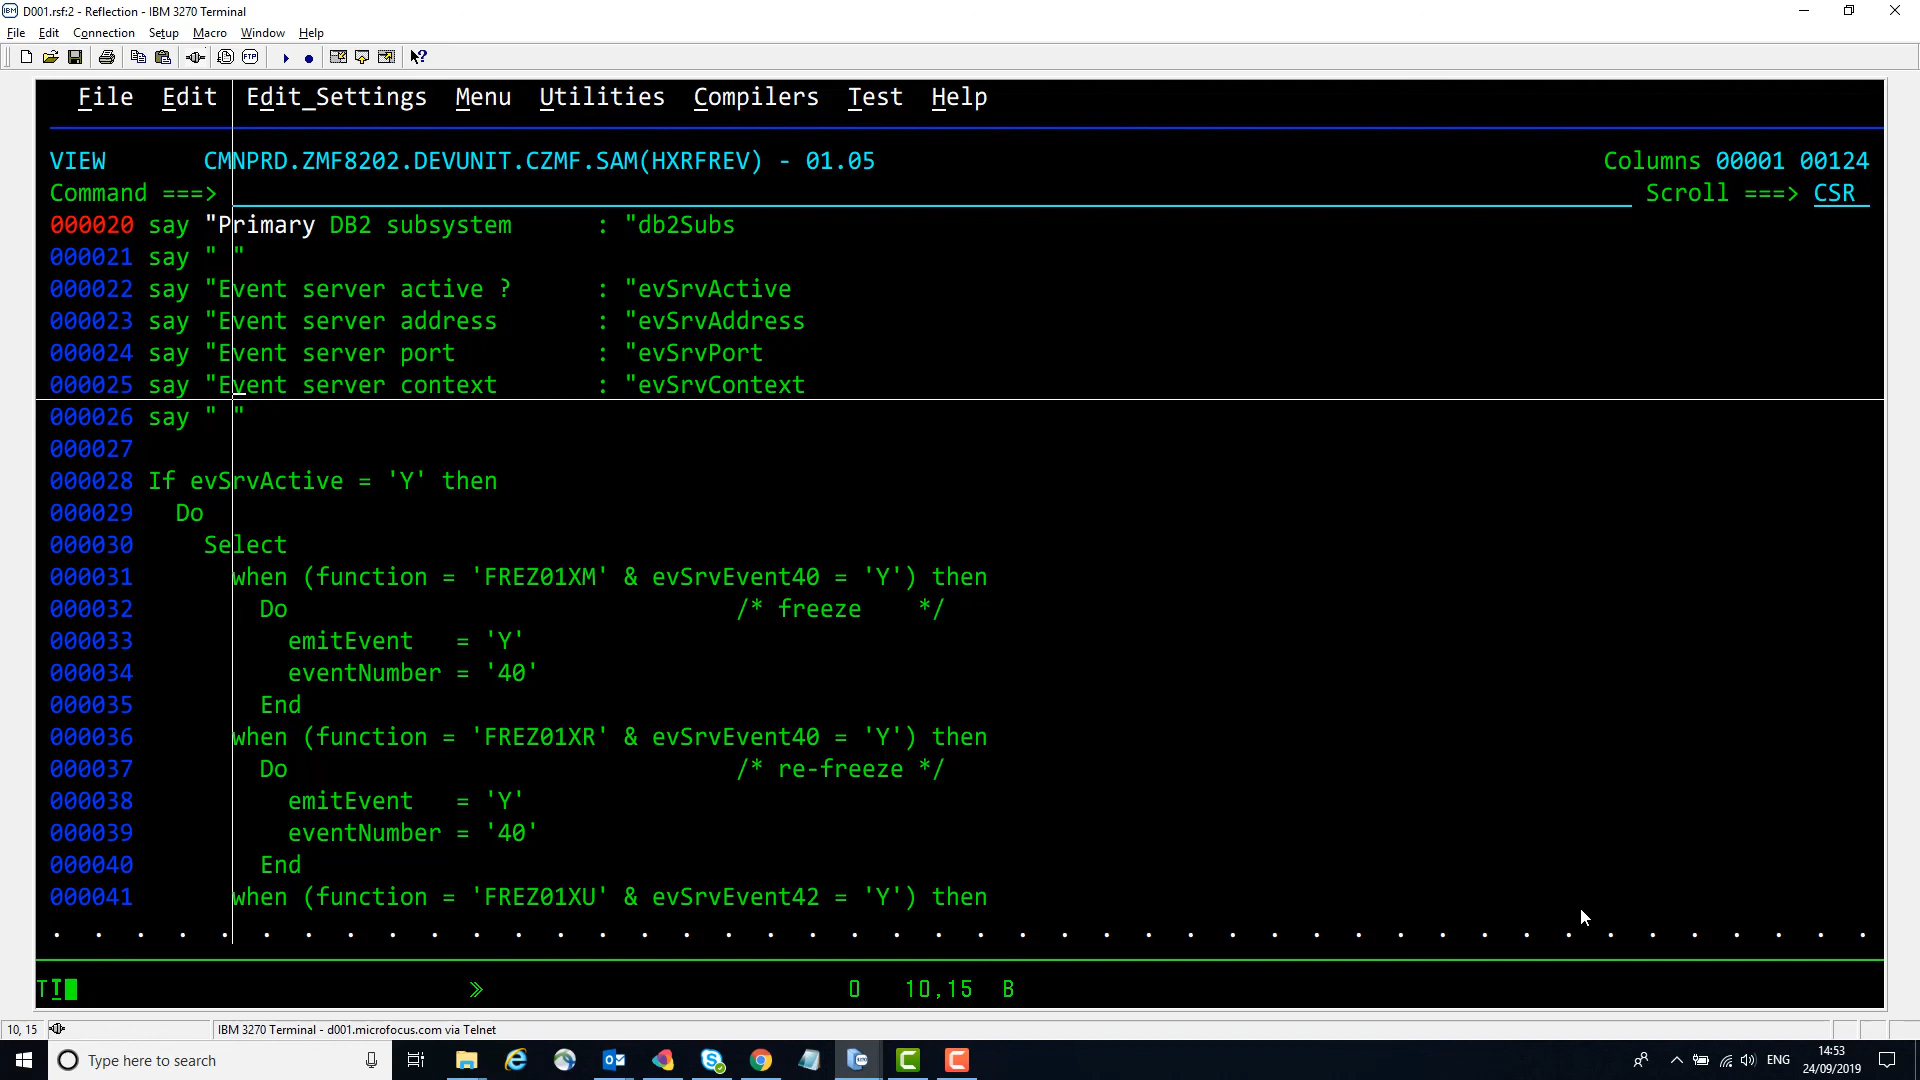 D001.rsf:2 - Reflection - IBM 3270 Terminal
File Edit Connection Setup Macro Window Help
File Edit Edit_Settings Menu Utilities Compilers Test Help
VIEW CMNPRD.ZMF8202.DEVUNIT.CZMF.SAM(HXRFREV) - 01.05 Columns 00001 00124
Command ===> Scroll ===> CSR
000020 say "Primary DB2 subsystem : "db2Subs
000021 say " "
000022 say "Event server active ? : "evSrvActive
000023 say "Event server address : "evSrvAddress
000024 say "Event server port : "evSrvPort
000025 say "Event server context : "evSrvContext
000026 say " "
000027
000028 If evSrvActive = 'Y' then
000029 Do
000030 Select
000031 when (function = 'FREZ01XM' & evSrvEvent40 = 'Y') then
000032 Do /* freeze */
000033 emitEvent = 'Y'
000034 eventNumber = '40'
000035 End
000036 when (function = 'FREZ01XR' & evSrvEvent40 = 'Y') then
000037 Do /* re-freeze */
000038 emitEvent = 'Y'
000039 eventNumber = '40'
000040 End
000041 when (function = 'FREZ01XU' & evSrvEvent42 = 'Y') then
. . . . . . . . . . . . . . . . . . . . . . . . . . . . . . . . . . . . . . . . . . . .
TI » O 10,15 B
10, 15 IBM 3270 Terminal - d001.microfocus.com via Telnet
Type here to search ENG 14:53
24/09/2019